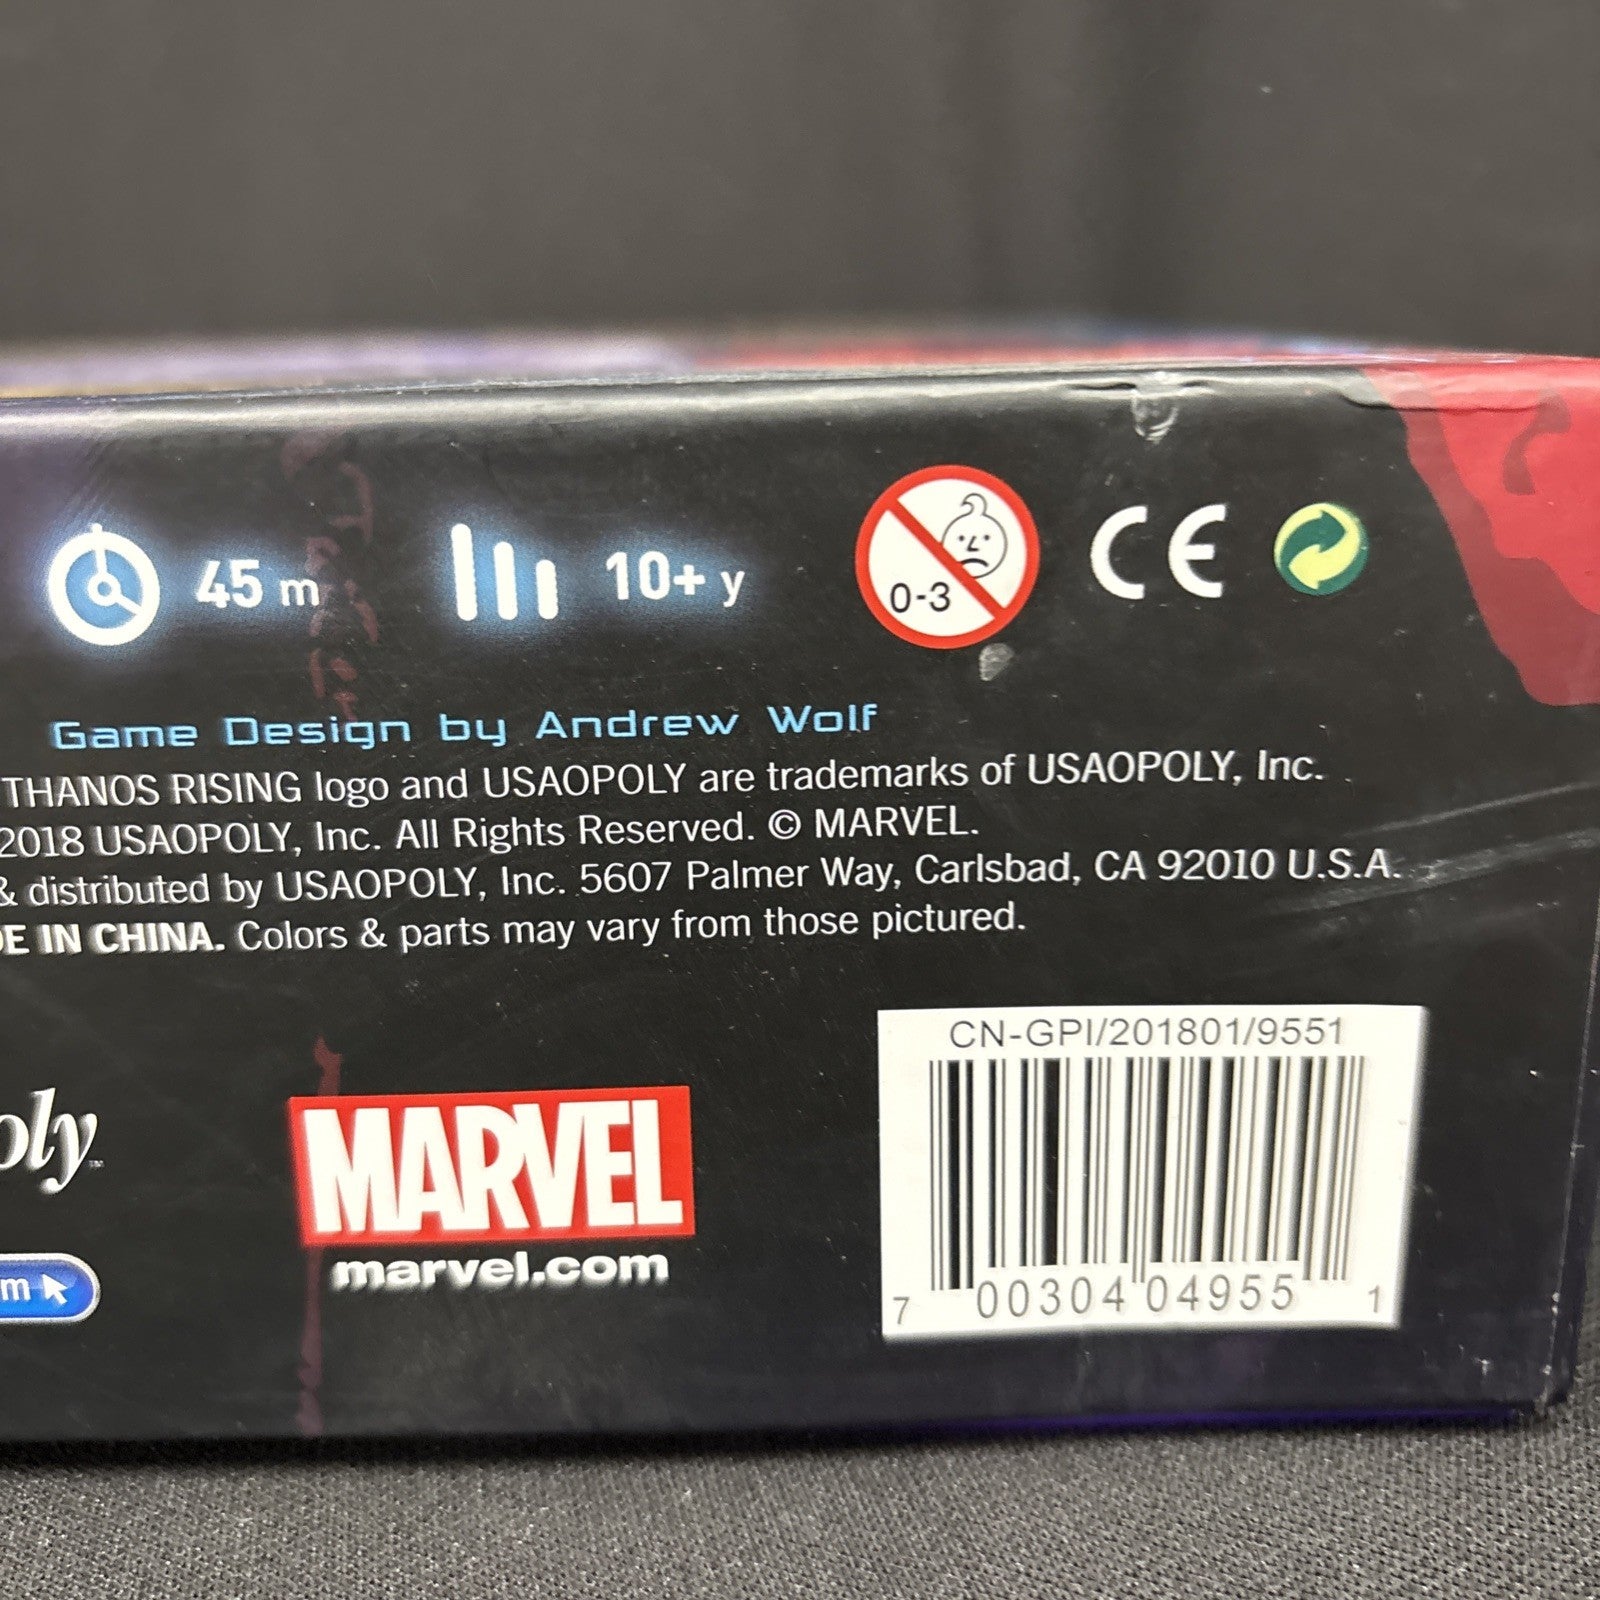 45 m
10+ y
0-3
CE
Game Design by Andrew Wolf
THANOS RISING logo and USAOPOLY are trademarks of USAOPOLY, Inc.
2018 USAOPOLY, Inc. All Rights Reserved. © MARVEL.
& distributed by USAOPOLY, Inc. 5607 Palmer Way, Carlsbad, CA 92010 U.S.A.
E IN CHINA. Colors & parts may vary from those pictured.
CN-GPI/201801/9551
oly™
MARVEL
marvel.com
m
7 00304 04955 1